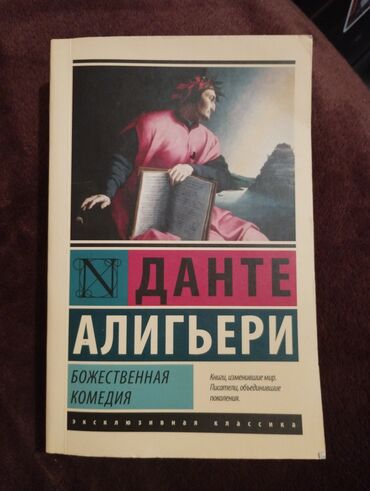 N ДАНТЕ
АЛИГЬЕРИ
БОЖЕСТВЕННАЯ
КОМЕДИЯ
Книги, изменившие мир.
Писатели, объединившие
поколения.
эксклюзивная классика